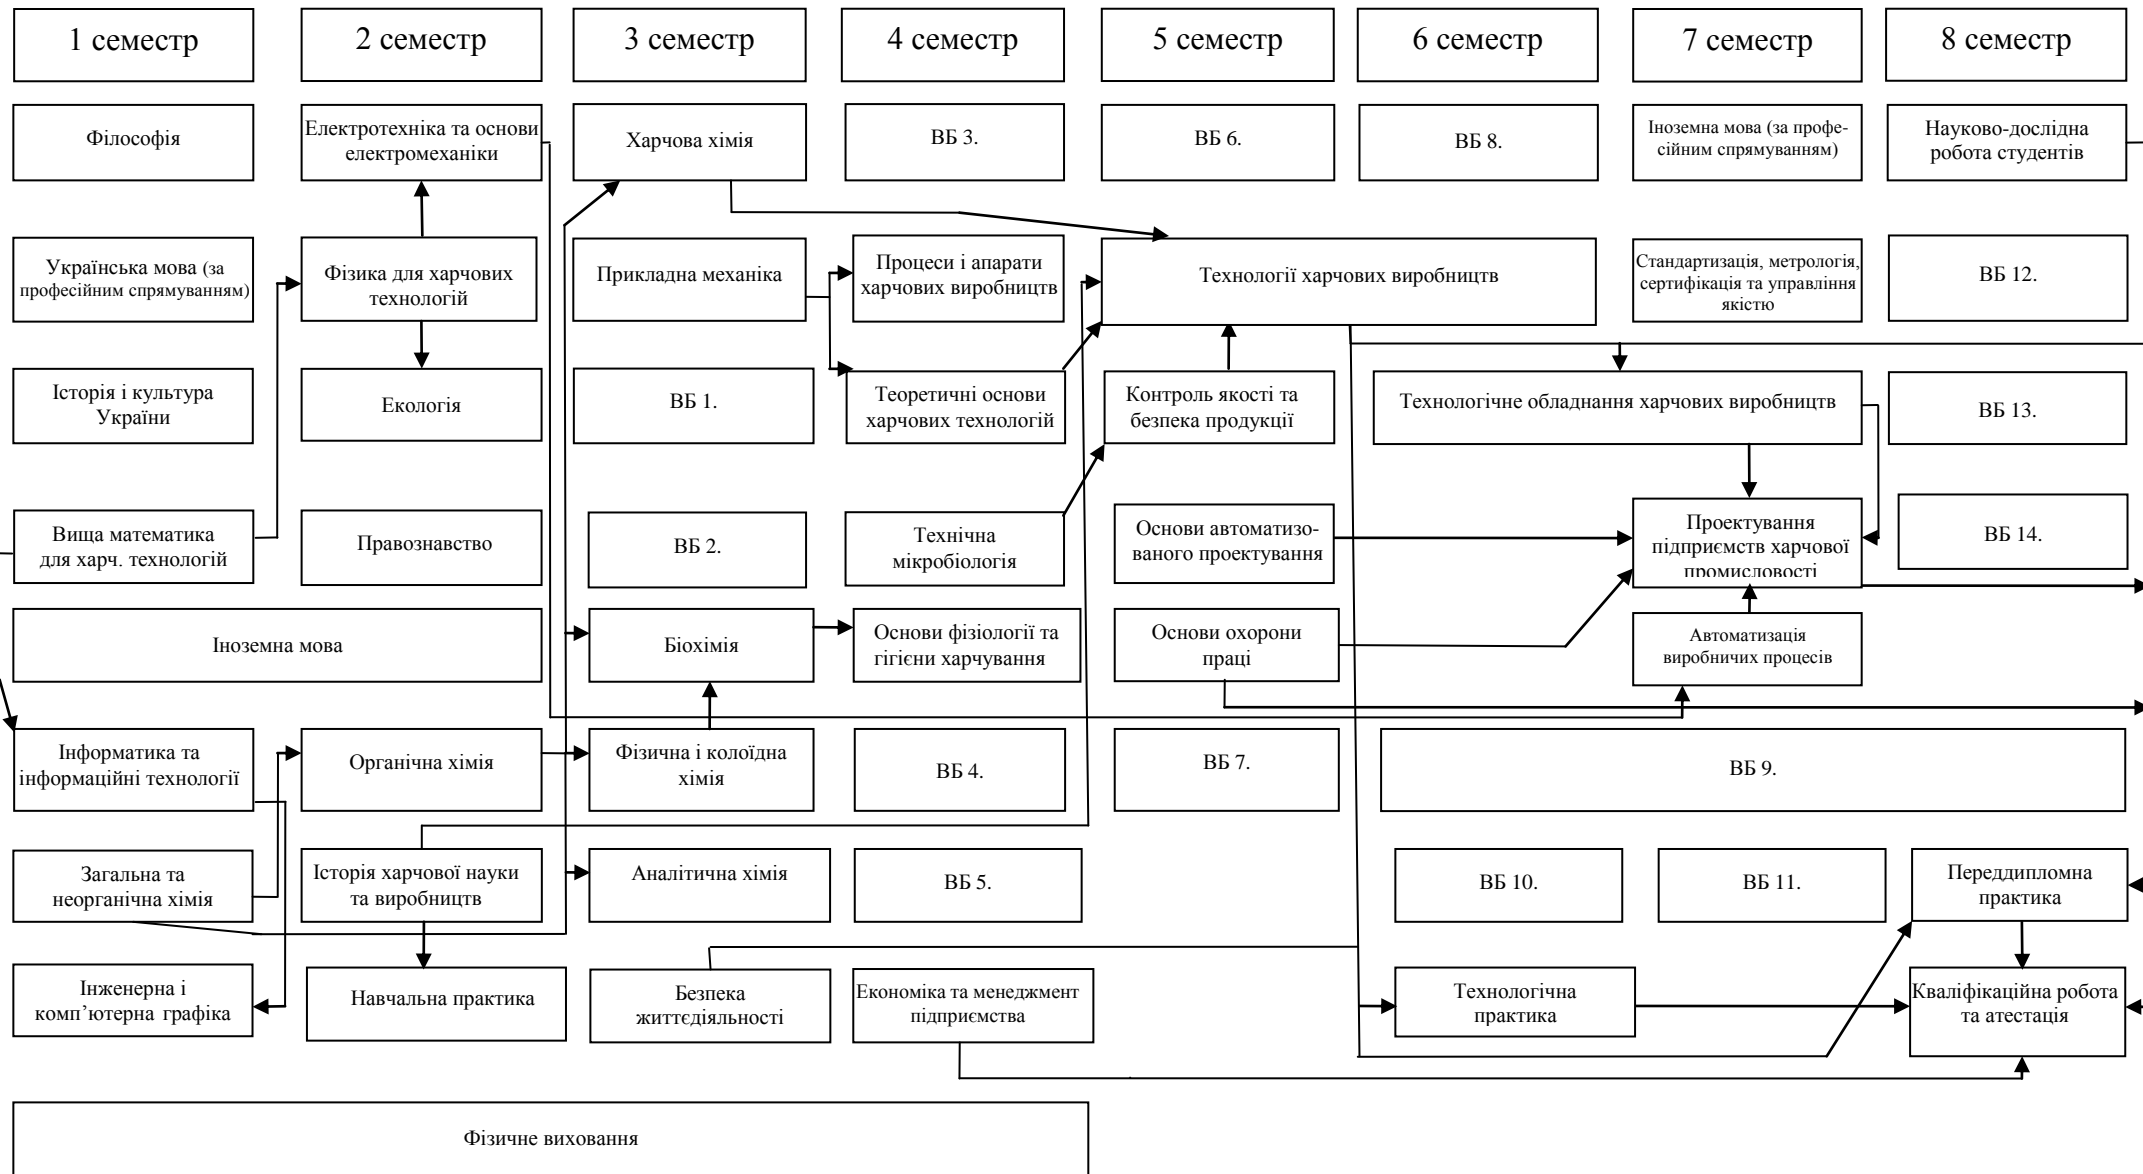 1 семестр
2 семестр
3 семестр
4 семестр
5 семестр
6 семестр
7 семестр
8 семестр
Філософія
Електротехніка та основи
електромеханіки
Харчова хімія
ВБ 3.
ВБ 6.
ВБ 8.
Іноземна мова (за профе-
сійним спрямуванням)
Науково-дослідна
робота студентів
Українська мова (за
професійним спрямуванням)
Фізика для харчових
технологій
Прикладна механіка
Процеси і апарати
харчових виробництв
Технології харчових виробництв
Стандартизація, метрологія,
сертифікація та управління
якістю
ВБ 12.
Історія і культура
України
Екологія
ВБ 1.
Теоретичні основи
харчових технологій
Контроль якості та
безпека продукції
Технологічне обладнання харчових виробництв
ВБ 13.
Вища математика
для харч. технологій
Правознавство
ВБ 2.
Технічна
мікробіологія
Основи автоматизо-
ваного проектування
Проектування
підприємств харчової
промисловості
ВБ 14.
Іноземна мова
Біохімія
Основи фізіології та
гігієни харчування
Основи охорони
праці
Автоматизація
виробничих процесів
Інформатика та
інформаційні технології
Органічна хімія
Фізична і колоїдна
хімія
ВБ 4.
ВБ 7.
ВБ 9.
Загальна та
неорганічна хімія
Історія харчової науки
та виробництв
Аналітична хімія
ВБ 5.
ВБ 10.
ВБ 11.
Переддипломна
практика
Інженерна і
комп’ютерна графіка
Навчальна практика
Безпека
життєдіяльності
Економіка та менеджмент
підприємства
Технологічна
практика
Кваліфікаційна робота
та атестація
Фізичне виховання